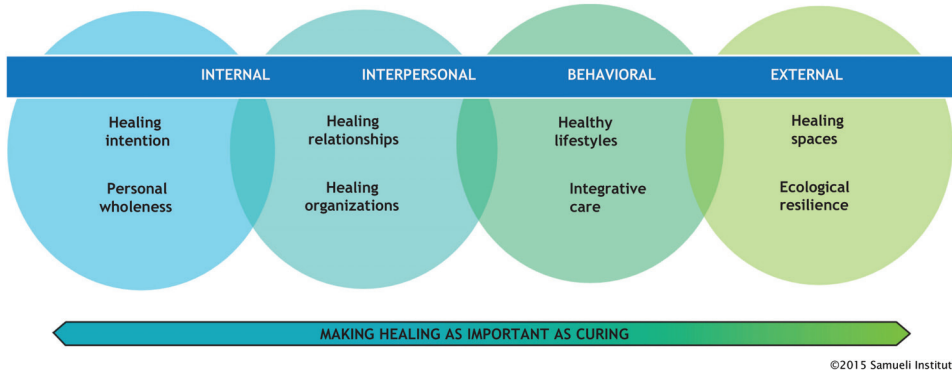 INTERNAL INTERPERSONAL BEHAVIORAL EXTERNAL
Healing
intention
Healing
relationships
Healthy
lifestyles
Healing
spaces
Personal
wholeness
Healing
organizations
Integrative
care
Ecological
resilience
MAKING HEALING AS IMPORTANT AS CURING
©2015 Samueli Institut